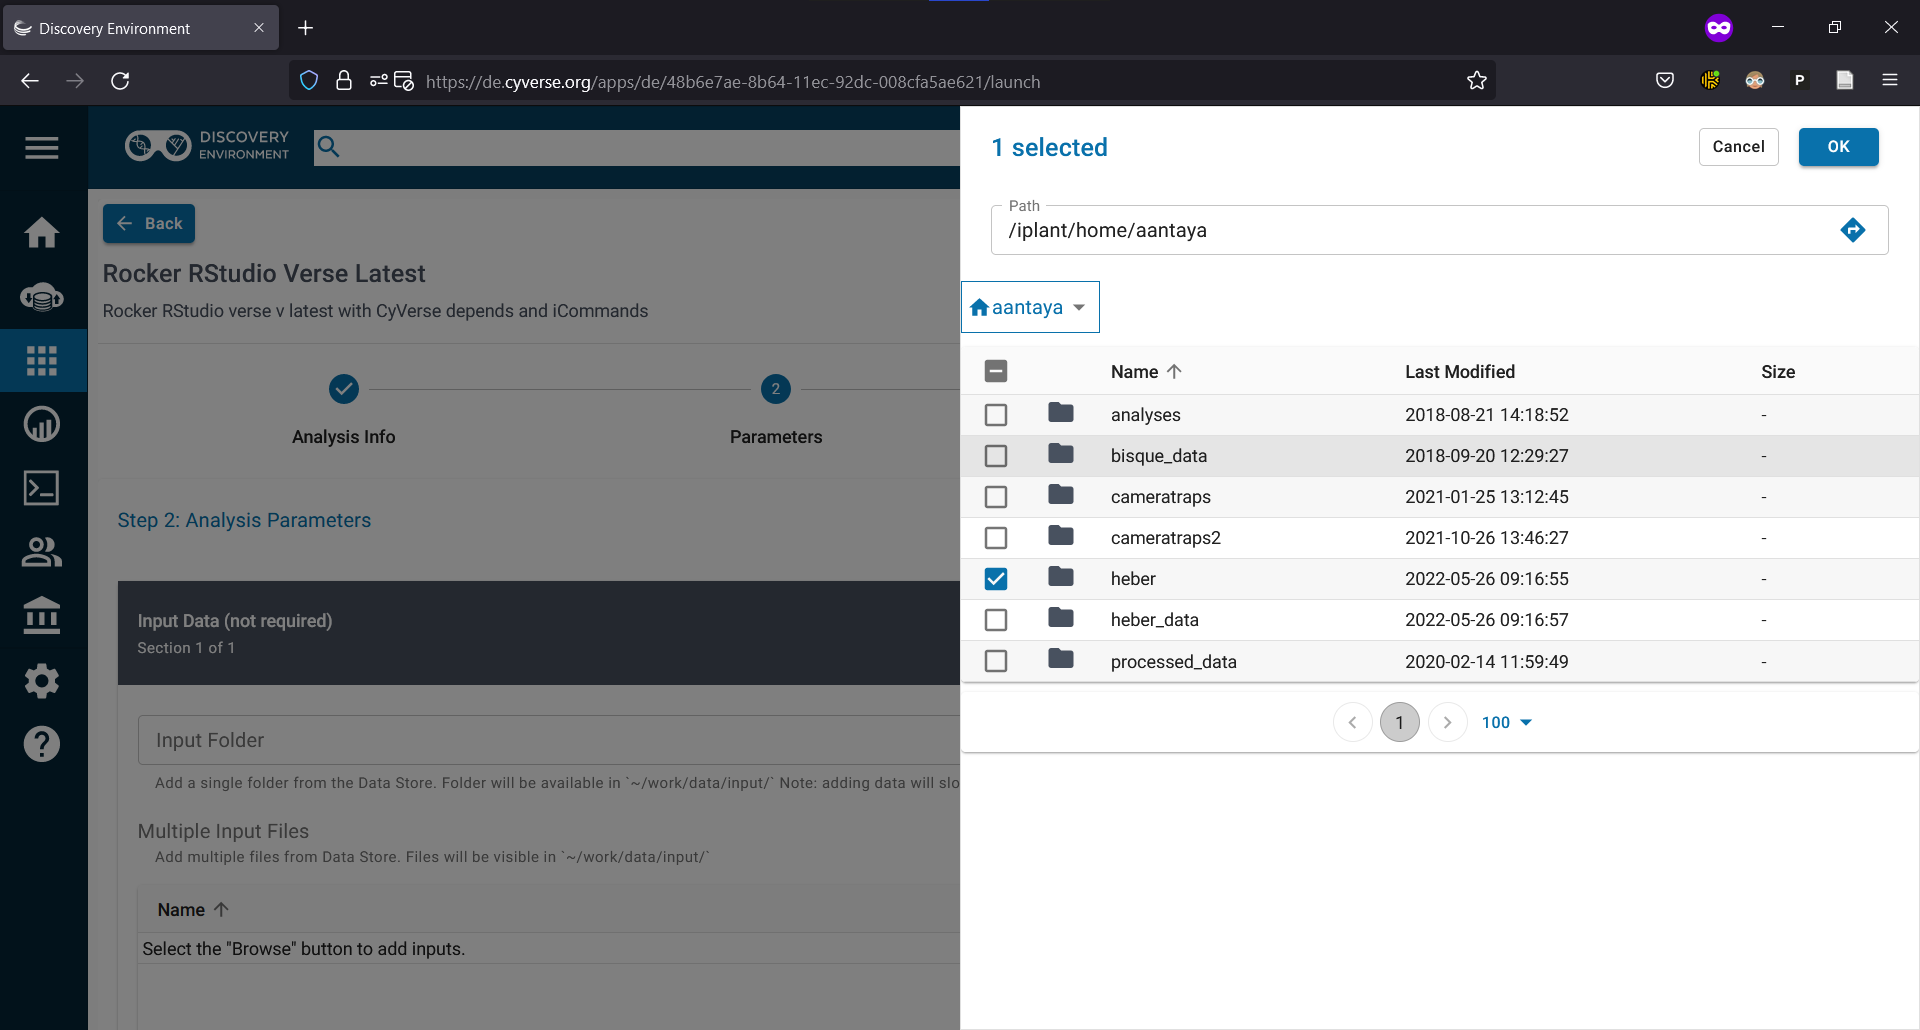 Discovery Environment
https://de.cyverse.org/apps/de/48b6e7ae-8b64-11ec-92dc-008cfa5ae621/launch
P
DISCOVERY
ENVIRONMENT
Back
Rocker RStudio Verse Latest
Rocker RStudio verse v latest with CyVerse depends and iCommands
2
Analysis Info
Parameters
Step 2: Analysis Parameters
Input Data (not required)
Section 1 of 1
Input Folder
Add a single folder from the Data Store. Folder will be available in `~/work/data/input/` Note: adding data will slo
Multiple Input Files
Add multiple files from Data Store. Files will be visible in `~/work/data/input/`
Name
Select the "Browse" button to add inputs.
1 selected
Cancel
OK
Path
/iplant/home/aantaya
aantaya
Name Last Modified Size
analyses 2018-08-21 14:18:52 -
bisque_data 2018-09-20 12:29:27 -
cameratraps 2021-01-25 13:12:45 -
cameratraps2 2021-10-26 13:46:27 -
heber 2022-05-26 09:16:55 -
heber_data 2022-05-26 09:16:57 -
processed_data 2020-02-14 11:59:49 -
1
100